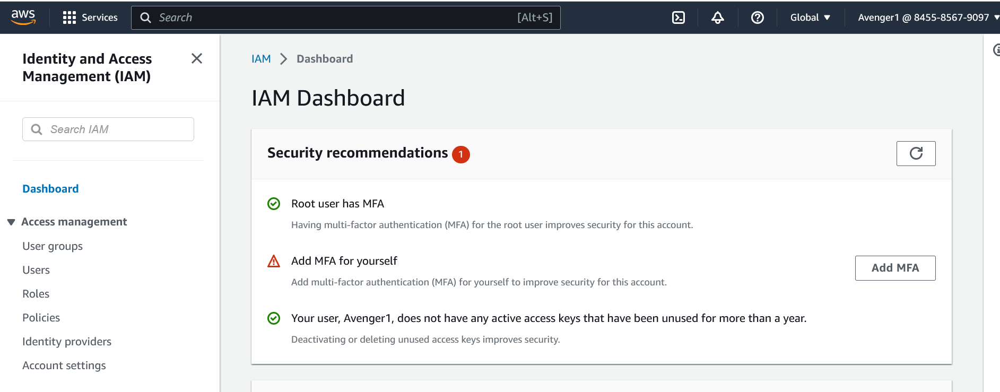 aws
Services
Search
[Alt+S]
Global
Avenger1 @ 8455-8567-9097
Identity and Access
Management (IAM)
Search IAM
Dashboard
Access management
User groups
Users
Roles
Policies
Identity providers
Account settings
IAM
Dashboard
IAM Dashboard
Security recommendations 1
Root user has MFA
Having multi-factor authentication (MFA) for the root user improves security for this account.
Add MFA for yourself
Add multi-factor authentication (MFA) for yourself to improve security for this account.
Add MFA
Your user, Avenger1, does not have any active access keys that have been unused for more than a year.
Deactivating or deleting unused access keys improves security.